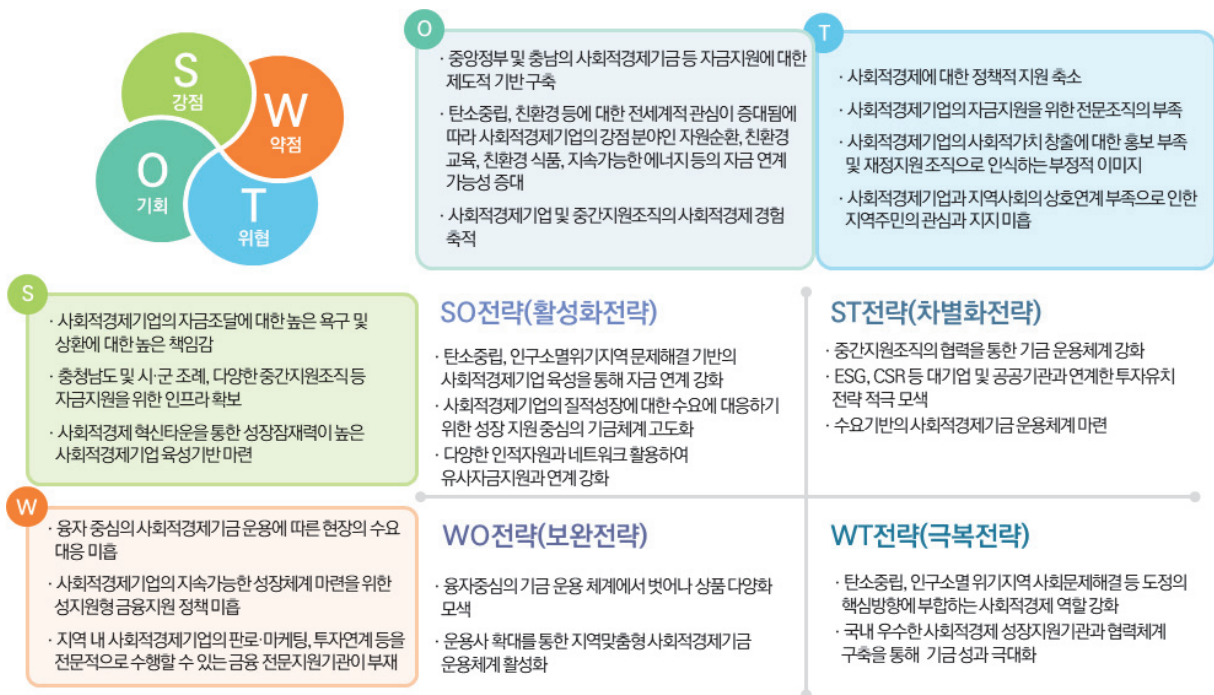 S
강점
W
약점
O
기회
T
위협
O
· 중앙정부 및 충남의 사회적경제기금 등 자금지원에 대한
제도적 기반 구축
· 탄소중립, 친환경 등에 대한 전세계적 관심이 증대됨에
따라 사회적경제기업의 강점 분야인 자원순환, 친환경
교육, 친환경 식품, 지속가능한 에너지 등의 자금 연계
가능성 증대
· 사회적경제기업 및 중간지원조직의 사회적경제 경험
축적
T
· 사회적경제에 대한 정책적 지원 축소
· 사회적경제기업의 자금지원을 위한 전문조직의 부족
· 사회적경제기업의 사회적가치 창출에 대한 홍보 부족
및 재정지원 조직으로 인식하는 부정적 이미지
· 사회적경제기업과 지역사회의 상호연계 부족으로 인한
지역주민의 관심과 지지 미흡
S
· 사회적경제기업의 자금조달에 대한 높은 욕구 및
상환에 대한 높은 책임감
· 충청남도 및 시·군 조례, 다양한 중간지원조직 등
자금지원을 위한 인프라 확보
· 사회적경제 혁신타운을 통한 성장잠재력이 높은
사회적경제기업 육성기반 마련
SO전략(활성화전략)
· 탄소중립, 인구소멸위기지역 문제해결 기반의
사회적경제기업 육성을 통해 자금 연계 강화
· 사회적경제기업의 질적성장에 대한 수요에 대응하기
위한 성장 지원 중심의 기금체계 고도화
· 다양한 인적자원과 네트워크 활용하여
유사자금지원과 연계 강화
ST전략(차별화전략)
· 중간지원조직의 협력을 통한 기금 운용체계 강화
· ESG, CSR 등 대기업 및 공공기관과 연계한 투자유치
전략 적극 모색
· 수요기반의 사회적경제기금 운용체계 마련
W
· 융자 중심의 사회적경제기금 운용에 따른 현장의 수요
대응 미흡
· 사회적경제기업의 지속가능한 성장체계 마련을 위한
성지원형 금융지원 정책 미흡
· 지역 내 사회적경제기업의 판로·마케팅, 투자연계 등을
전문적으로 수행할 수 있는 금융 전문지원기관이 부재
WO전략(보완전략)
· 융자중심의 기금 운용 체계에서 벗어나 상품 다양화
모색
· 운용사 확대를 통한 지역맞춤형 사회적경제기금
운용체계 활성화
WT전략(극복전략)
· 탄소중립, 인구소멸 위기지역 사회문제해결 등 도정의
핵심방향에 부합하는 사회적경제 역할 강화
· 국내 우수한 사회적경제 성장지원기관과 협력체계
구축을 통해 기금 성과 극대화